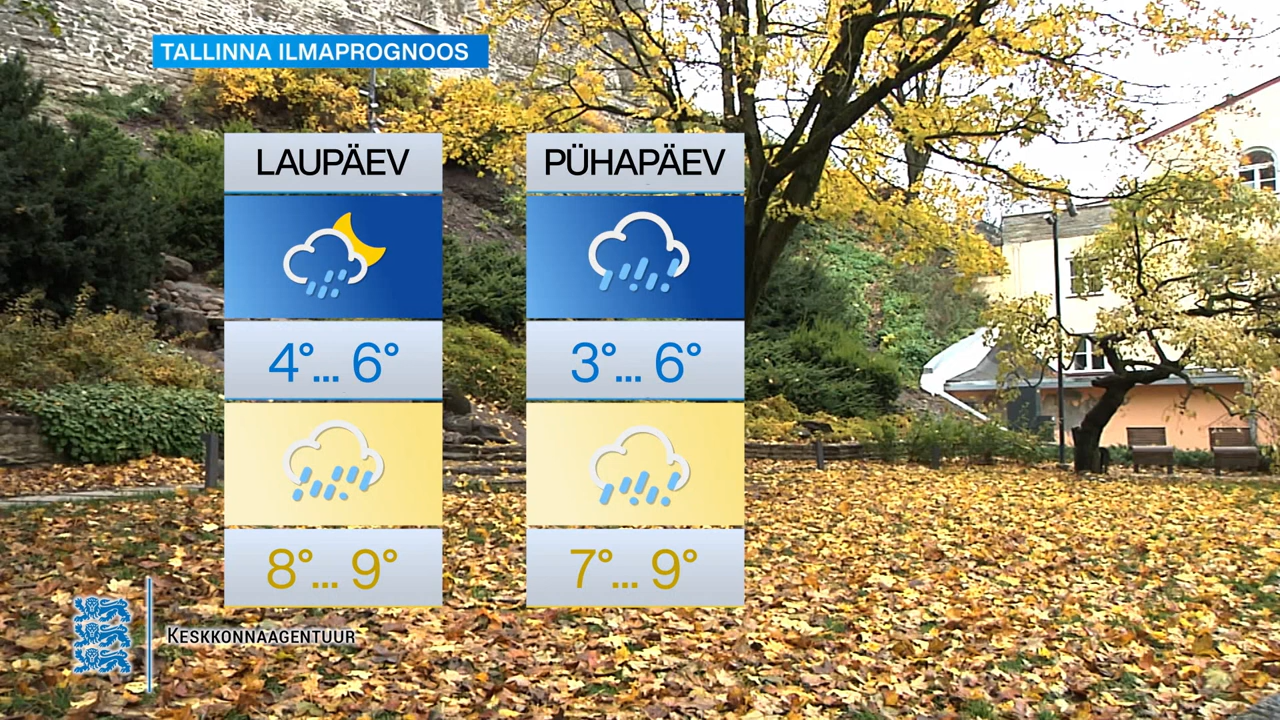 TALLINNA ILMAPROGNOOS
LAUPÄEV
4°... 6°
8°... 9°
PÜHAPÄEV
3°... 6°
7°... 9°
KESKKONNAAGENTUUR